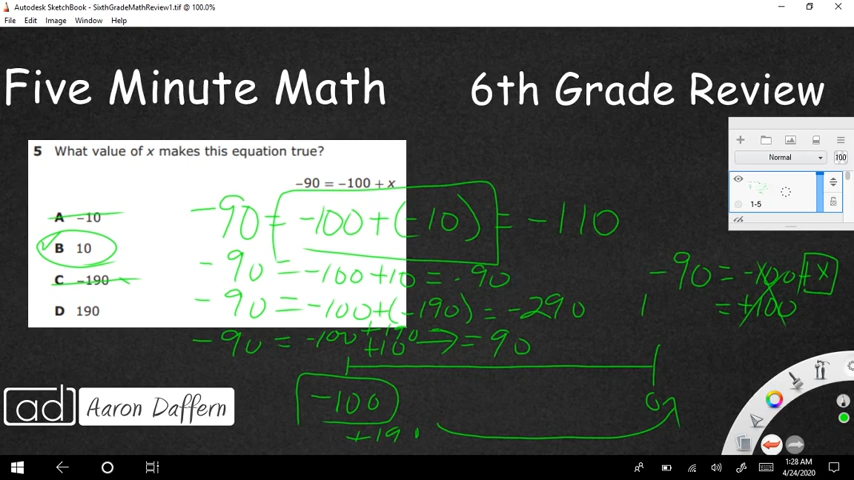 Autodesk SketchBook - SixthGradeMathReview1.tif @ 100.0%
File Edit Image Window Help
Five Minute Math
6th Grade Review
5 What value of x makes this equation true?
-90 = -100 + x
A -10
B 10
C -190
D 190
-90 = -100+(-10) = -110
-90 = -100+10 = -90
-90 = -100+(-190) = -290
-90 = -100 +190 = 90
+10
-90 = -100 + x
= +100
-100
0
+19
Normal
100
1-5
ad Aaron Daffern
1:28 AM
4/24/2020